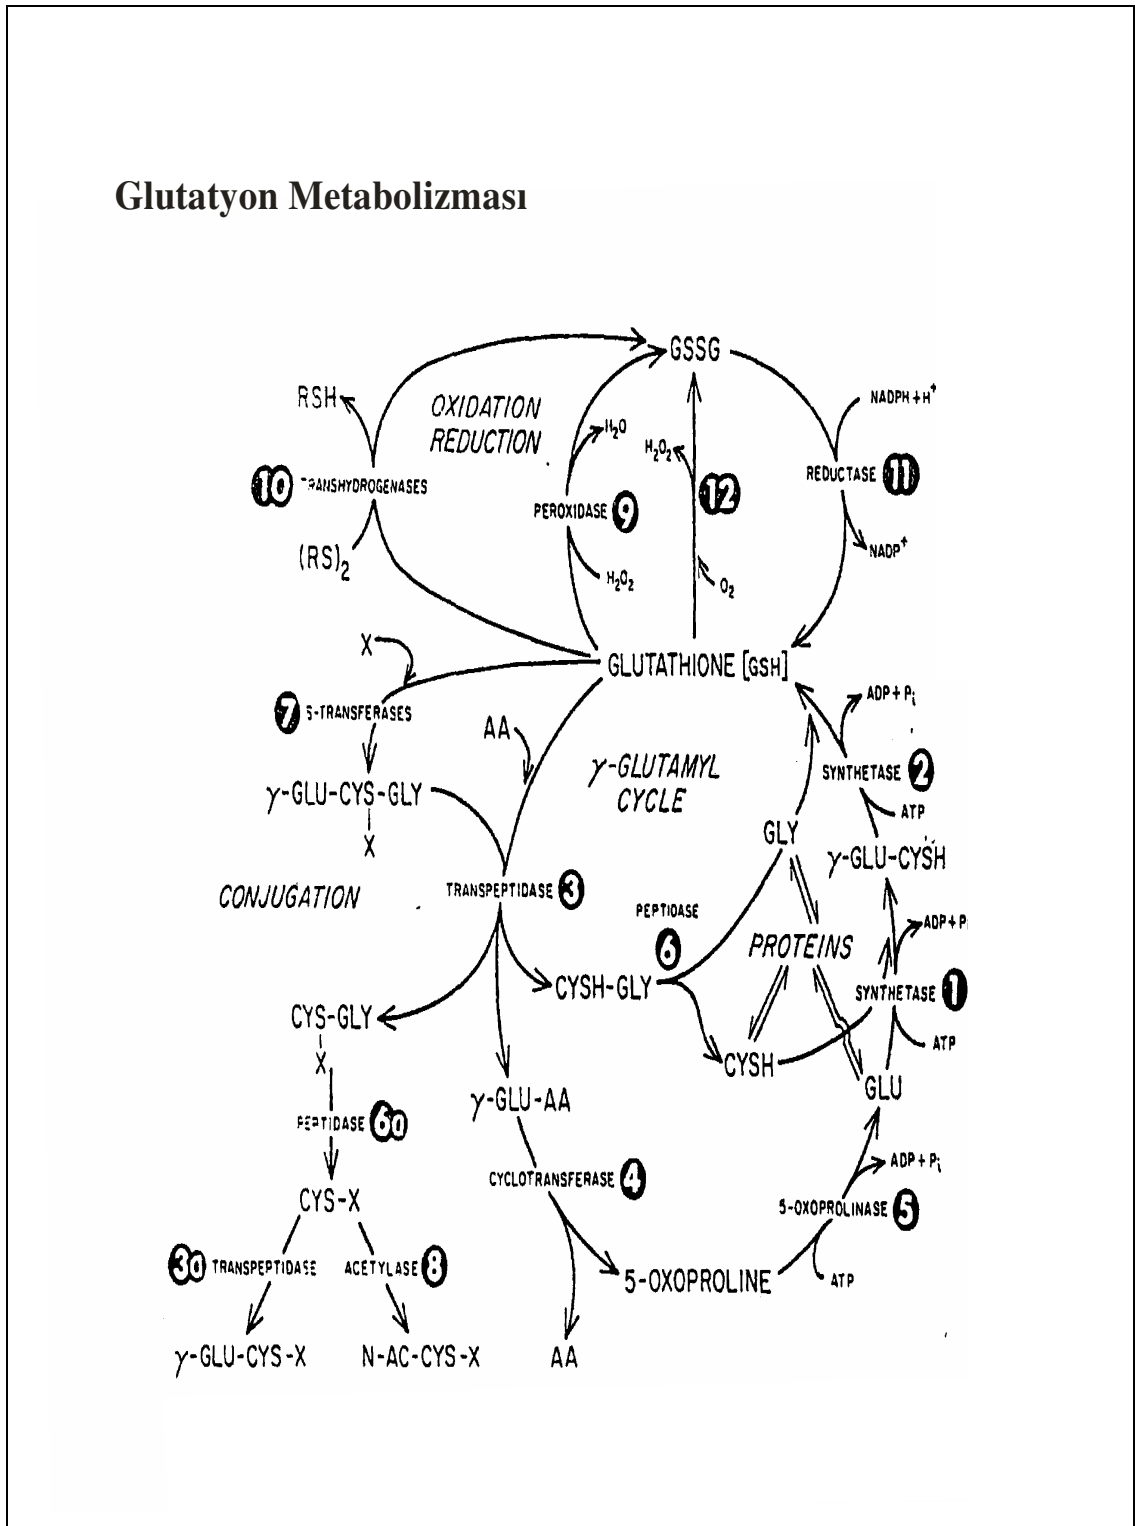 Glutatyon Metabolizması
GSSG
RSH
OXIDATION
REDUCTION
NADPH + H+
H2O
H2O2
10 TRANSHYDROGENASES
PEROXIDASE 9
12
REDUCTASE 11
(RS)2
H2O2
O2
NADP+
X
GLUTATHIONE [GSH]
7 S-TRANSFERASES
AA
ADP + Pi
γ-GLUTAMYL
CYCLE
SYNTHETASE 2
γ-GLU-CYS-GLY
X
ATP
GLY
γ-GLU-CYSH
CONJUGATION
TRANSPEPTIDASE 3
PEPTIDASE
6
PROTEINS
ADP + Pi
CYSH-GLY
SYNTHETASE 1
CYS-GLY
X
ATP
CYSH
GLU
γ-GLU-AA
PEPTIDASE 6a
CYCLOTRANSFERASE 4
ADP + Pi
CYS-X
5-OXOPROLINASE 5
3a TRANSPEPTIDASE
ACETYLASE 8
5-OXOPROLINE
ATP
γ-GLU-CYS-X
N-AC-CYS-X
AA